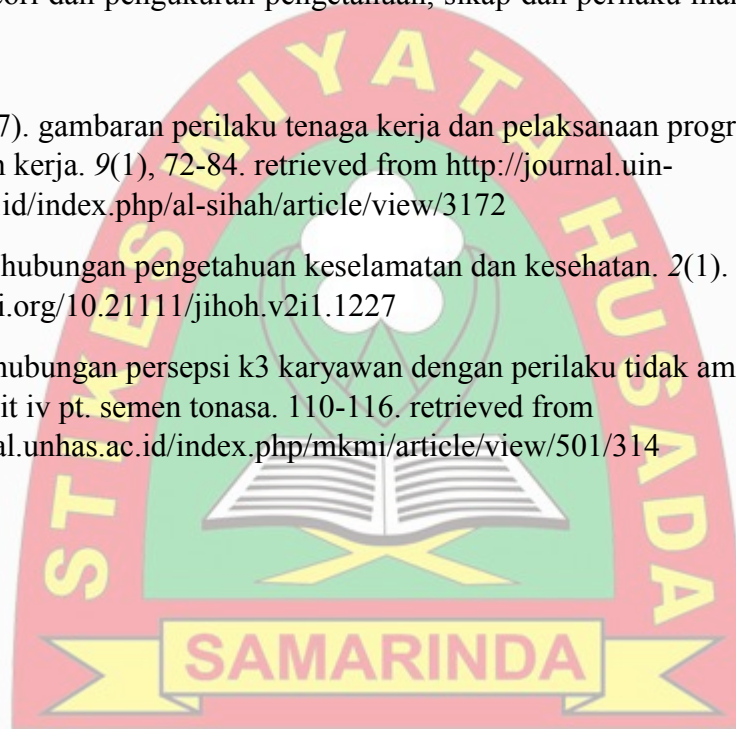 dan pengukuran pengetahuan, sikap dan perilaku
7). gambaran perilaku tenaga kerja dan pelaksanaan progr
n kerja. 9(1), 72-84. retrieved from http://journal.uin-
id/index.php/al-sihah/article/view/3172
hubungan pengetahuan keselamatan dan kesehatan. 2(1).
i.org/10.21111/jihoh.v2i1.1227
hubungan persepsi k3 karyawan dengan perilaku tidak am
it iv pt. semen tonasa. 110-116. retrieved from
al.unhas.ac.id/index.php/mkmi/article/view/501/314
STIKES WIYATA HUSADA
SAMARINDA